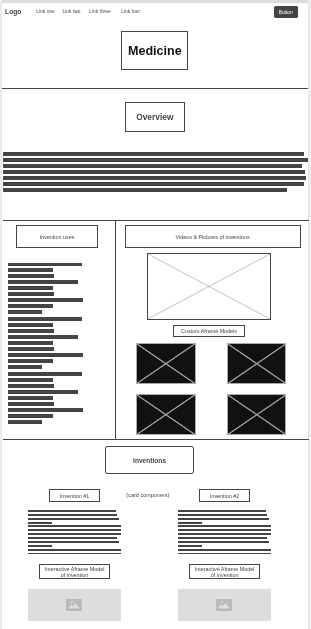 Logo Link one Link two Link three Link four Button
Medicine
Overview
Invention uses
Videos & Pictures of inventions
Custom Aframe Models
Inventions
Invention #1 (card component) Invention #2
Interactive Aframe Model
of invention
Interactive Aframe Model
of invention